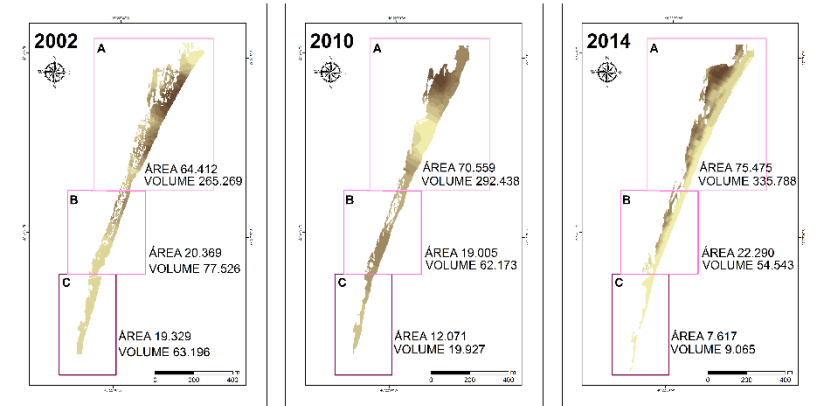 2002
A
ÁREA 64.412
VOLUME 265.269
B
ÁREA 20.369
VOLUME 77.526
C
ÁREA 19.329
VOLUME 63.196
0 200 400 m
2010
A
ÁREA 70.559
VOLUME 292.438
B
ÁREA 19.005
VOLUME 62.173
C
ÁREA 12.071
VOLUME 19.927
0 200 400 m
2014
A
ÁREA 75.475
VOLUME 335.788
B
ÁREA 22.290
VOLUME 54.543
C
ÁREA 7.617
VOLUME 9.065
0 200 400 m